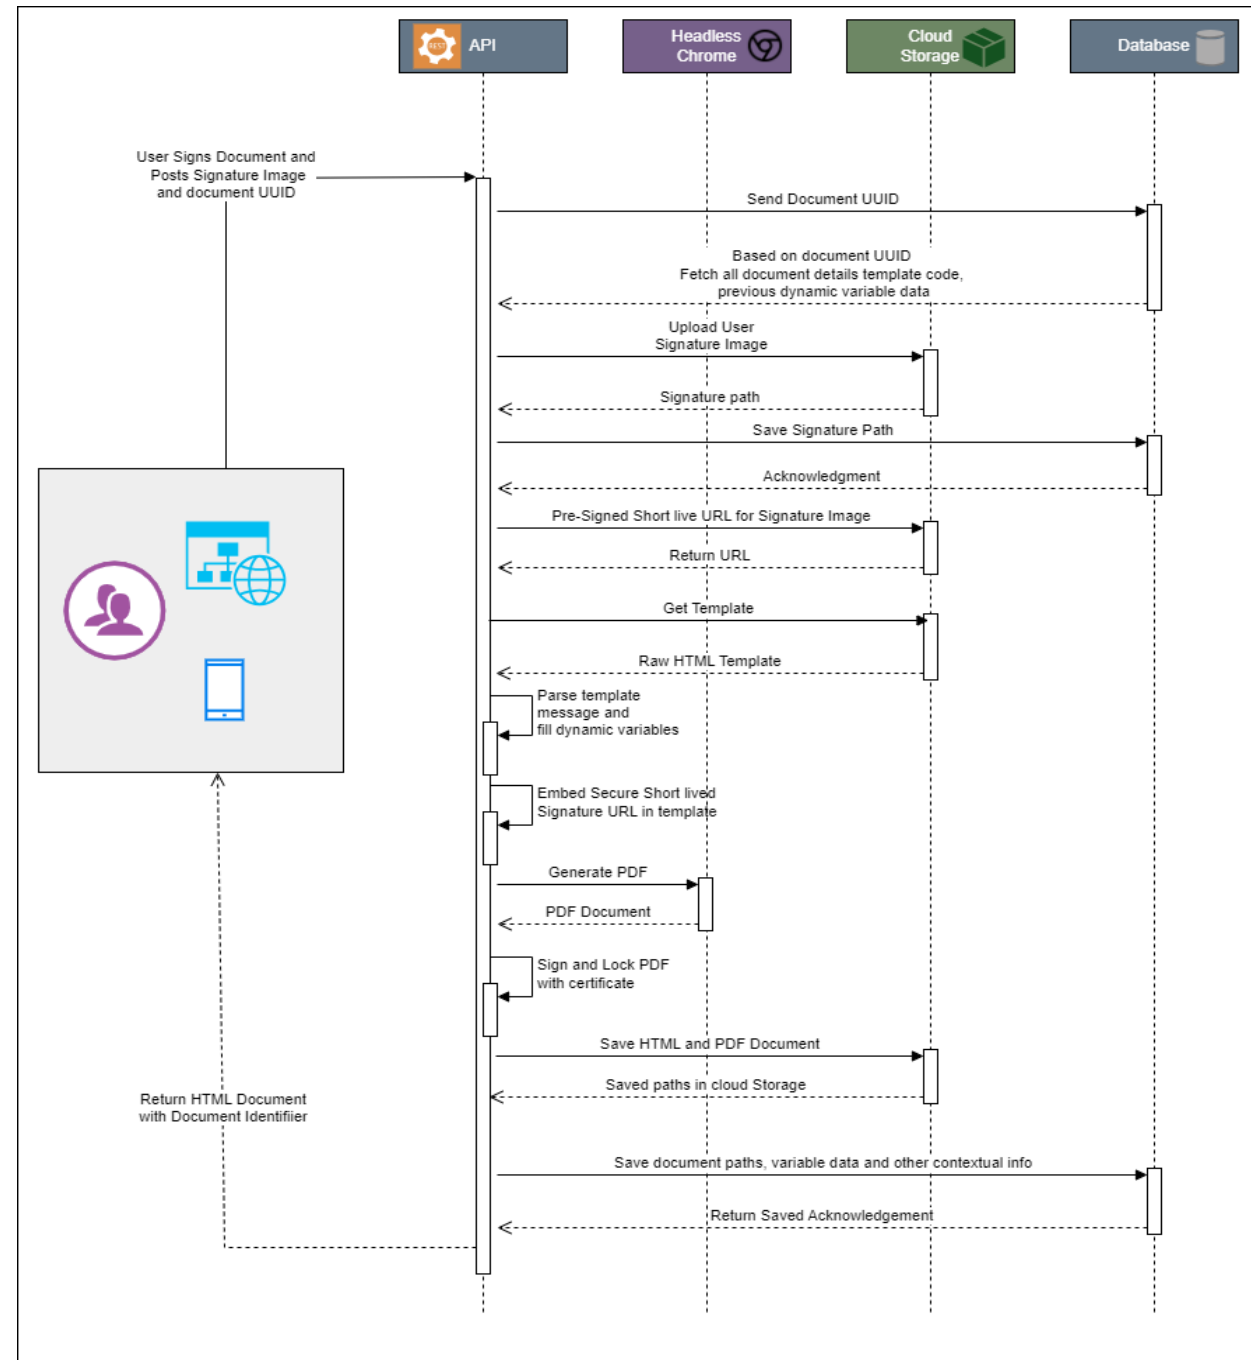 REST
API
Headless
Chrome
Cloud
Storage
Database
User Signs Document and
Posts Signature Image
and document UUID
Send Document UUID
Based on document UUID
Fetch all document details template code,
previous dynamic variable data
Upload User
Signature Image
Signature path
Save Signature Path
Acknowledgment
Pre-Signed Short live URL for Signature Image
Return URL
Get Template
Raw HTML Template
Parse template
message and
fill dynamic variables
Embed Secure Short lived
Signature URL in template
Generate PDF
PDF Document
Sign and Lock PDF
with certificate
Save HTML and PDF Document
Saved paths in cloud Storage
Return HTML Document
with Document Identifiier
Save document paths, variable data and other contextual info
Return Saved Acknowledgement